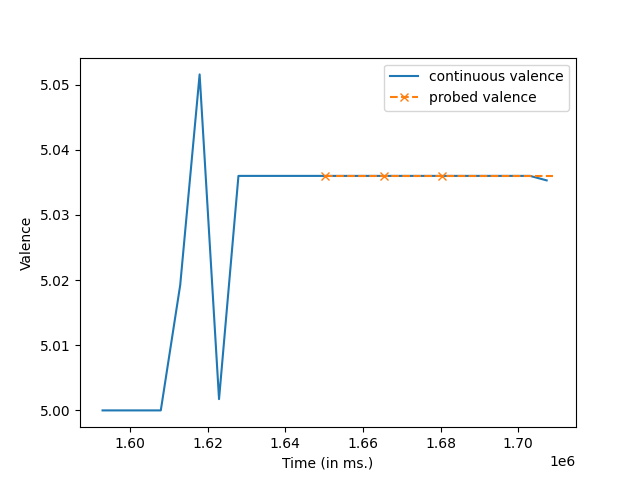 continuous valence
probed valence
5.05
5.04
5.03
5.02
5.01
5.00
Valence
1.60 1.62 1.64 1.66 1.68 1.70
1e6
Time (in ms.)